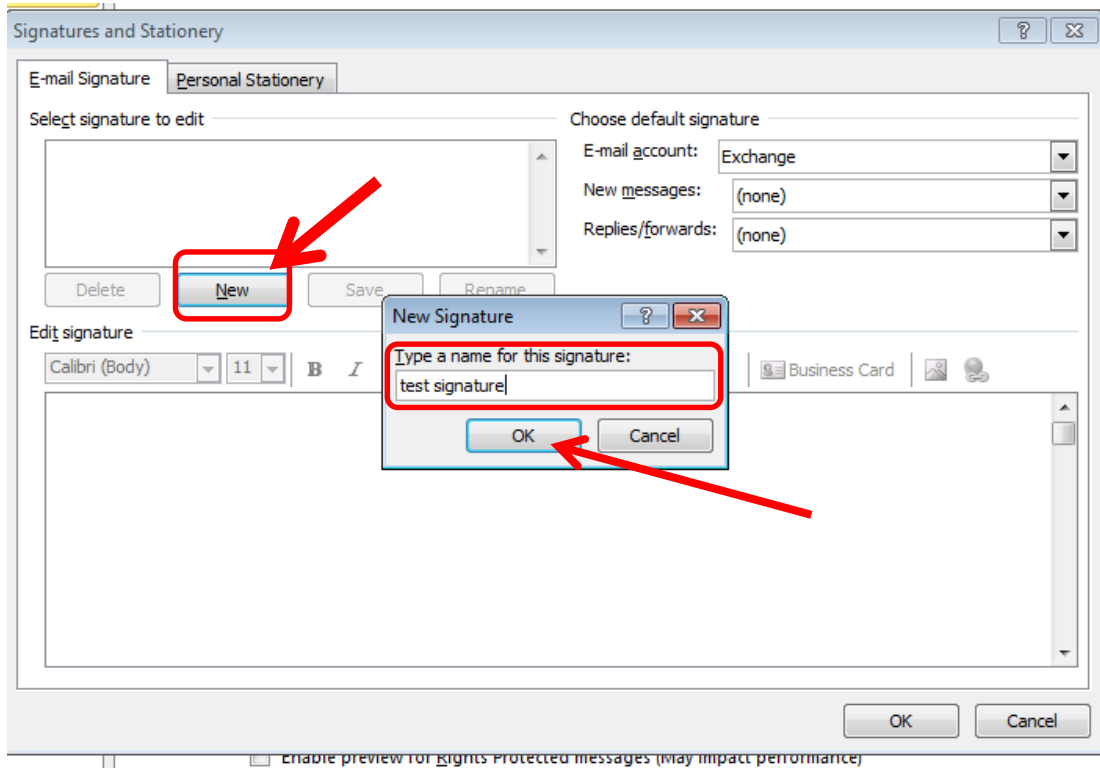 Signatures and Stationery
E-mail Signature Personal Stationery
Select signature to edit
Choose default signature
E-mail account: Exchange
New messages: (none)
Replies/forwards: (none)
Delete New Save Rename
New Signature
Edit signature
Type a name for this signature:
Calibri (Body) 11 B I
Business Card
test signature
OK Cancel
OK Cancel
Enable preview for Rights Protected messages (May impact performance)